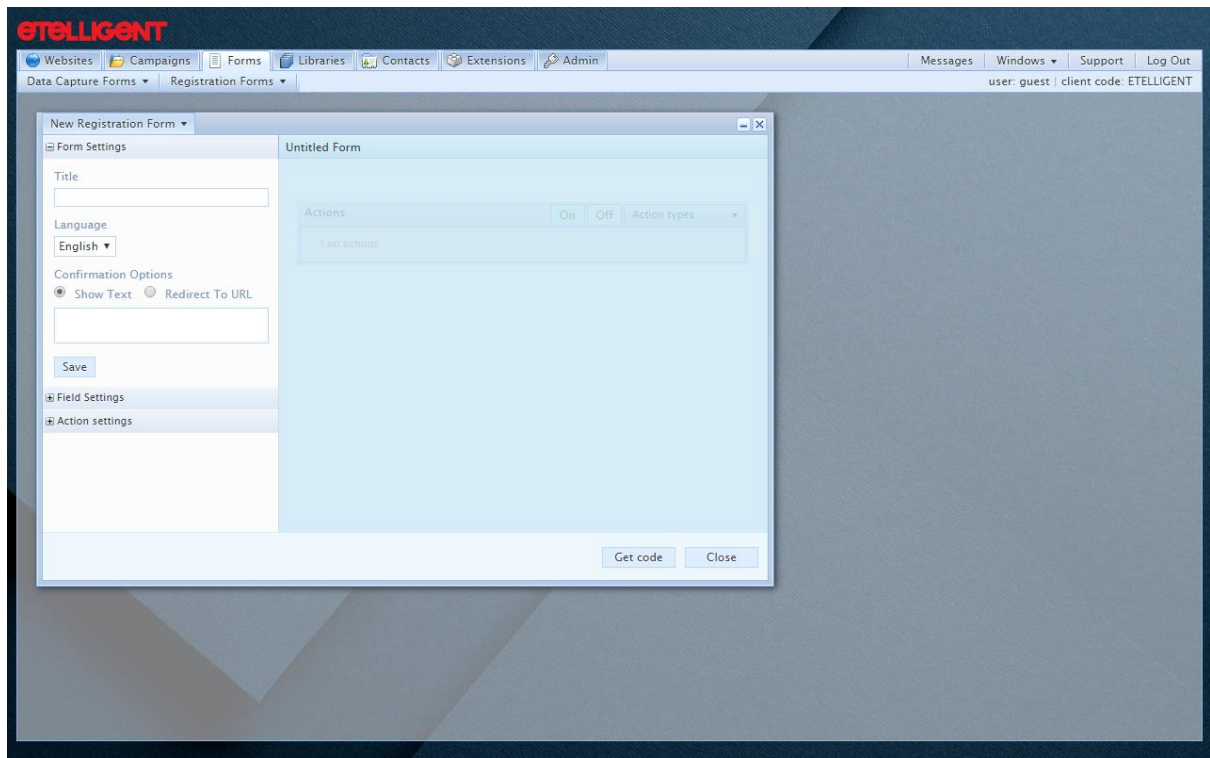 eTELLIGENT
Websites Campaigns Forms Libraries Contacts Extensions Admin Messages Windows Support Log Out
Data Capture Forms Registration Forms user: guest client code: ETELLIGENT
New Registration Form
Form Settings
Untitled Form
Title
Actions On Off Action types
Language
English
no actions
Confirmation Options
Show Text Redirect To URL
Save
Field Settings
Action settings
Get code Close